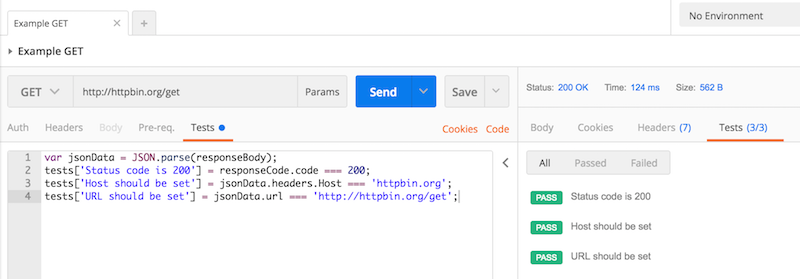 Example GET
No Environment
Example GET
GET http://httpbin.org/get Params Send Save
Status: 200 OK Time: 124 ms Size: 562 B
Auth Headers Body Pre-req. Tests Cookies Code
Body Cookies Headers (7) Tests (3/3)
1 var jsonData = JSON.parse(responseBody);
2 tests['Status code is 200'] = responseCode.code === 200;
3 tests['Host should be set'] = jsonData.headers.Host === 'httpbin.org';
4 tests['URL should be set'] = jsonData.url === 'http://httpbin.org/get';
All Passed Failed
PASS Status code is 200
PASS Host should be set
PASS URL should be set